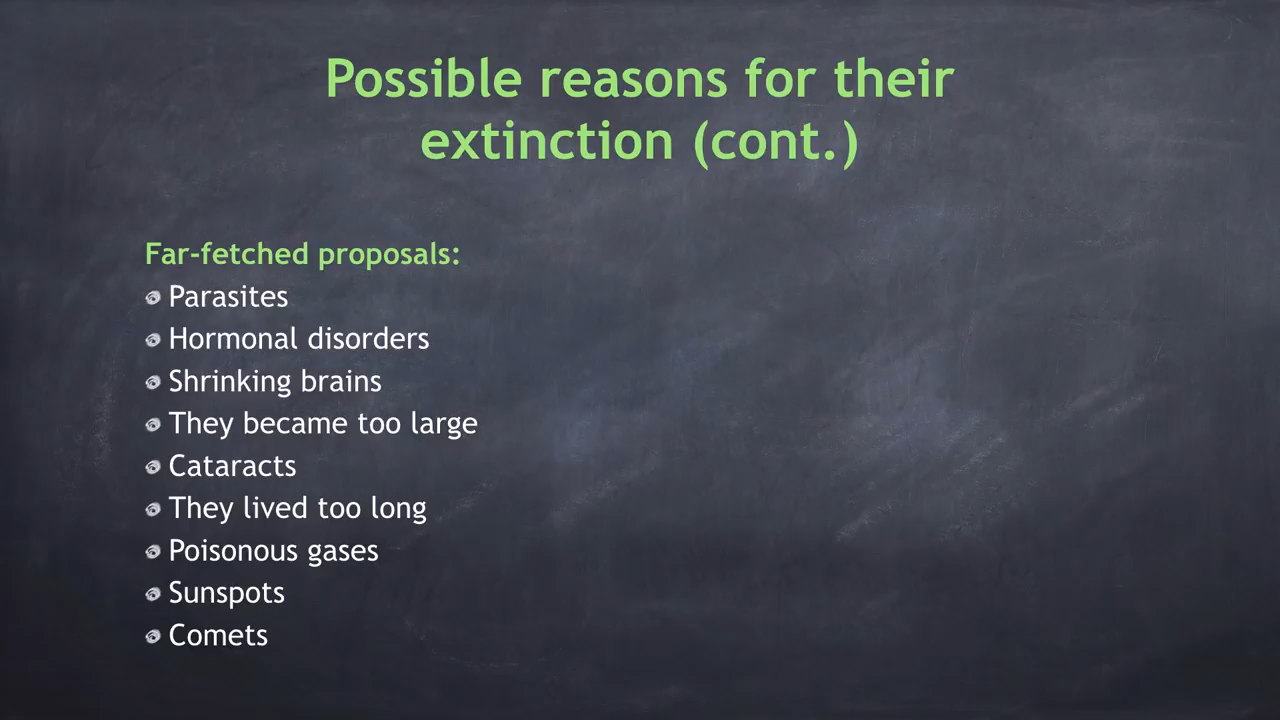 Possible reasons for their
extinction (cont.)
Far-fetched proposals:
Parasites
Hormonal disorders
Shrinking brains
They became too large
Cataracts
They lived too long
Poisonous gases
Sunspots
Comets